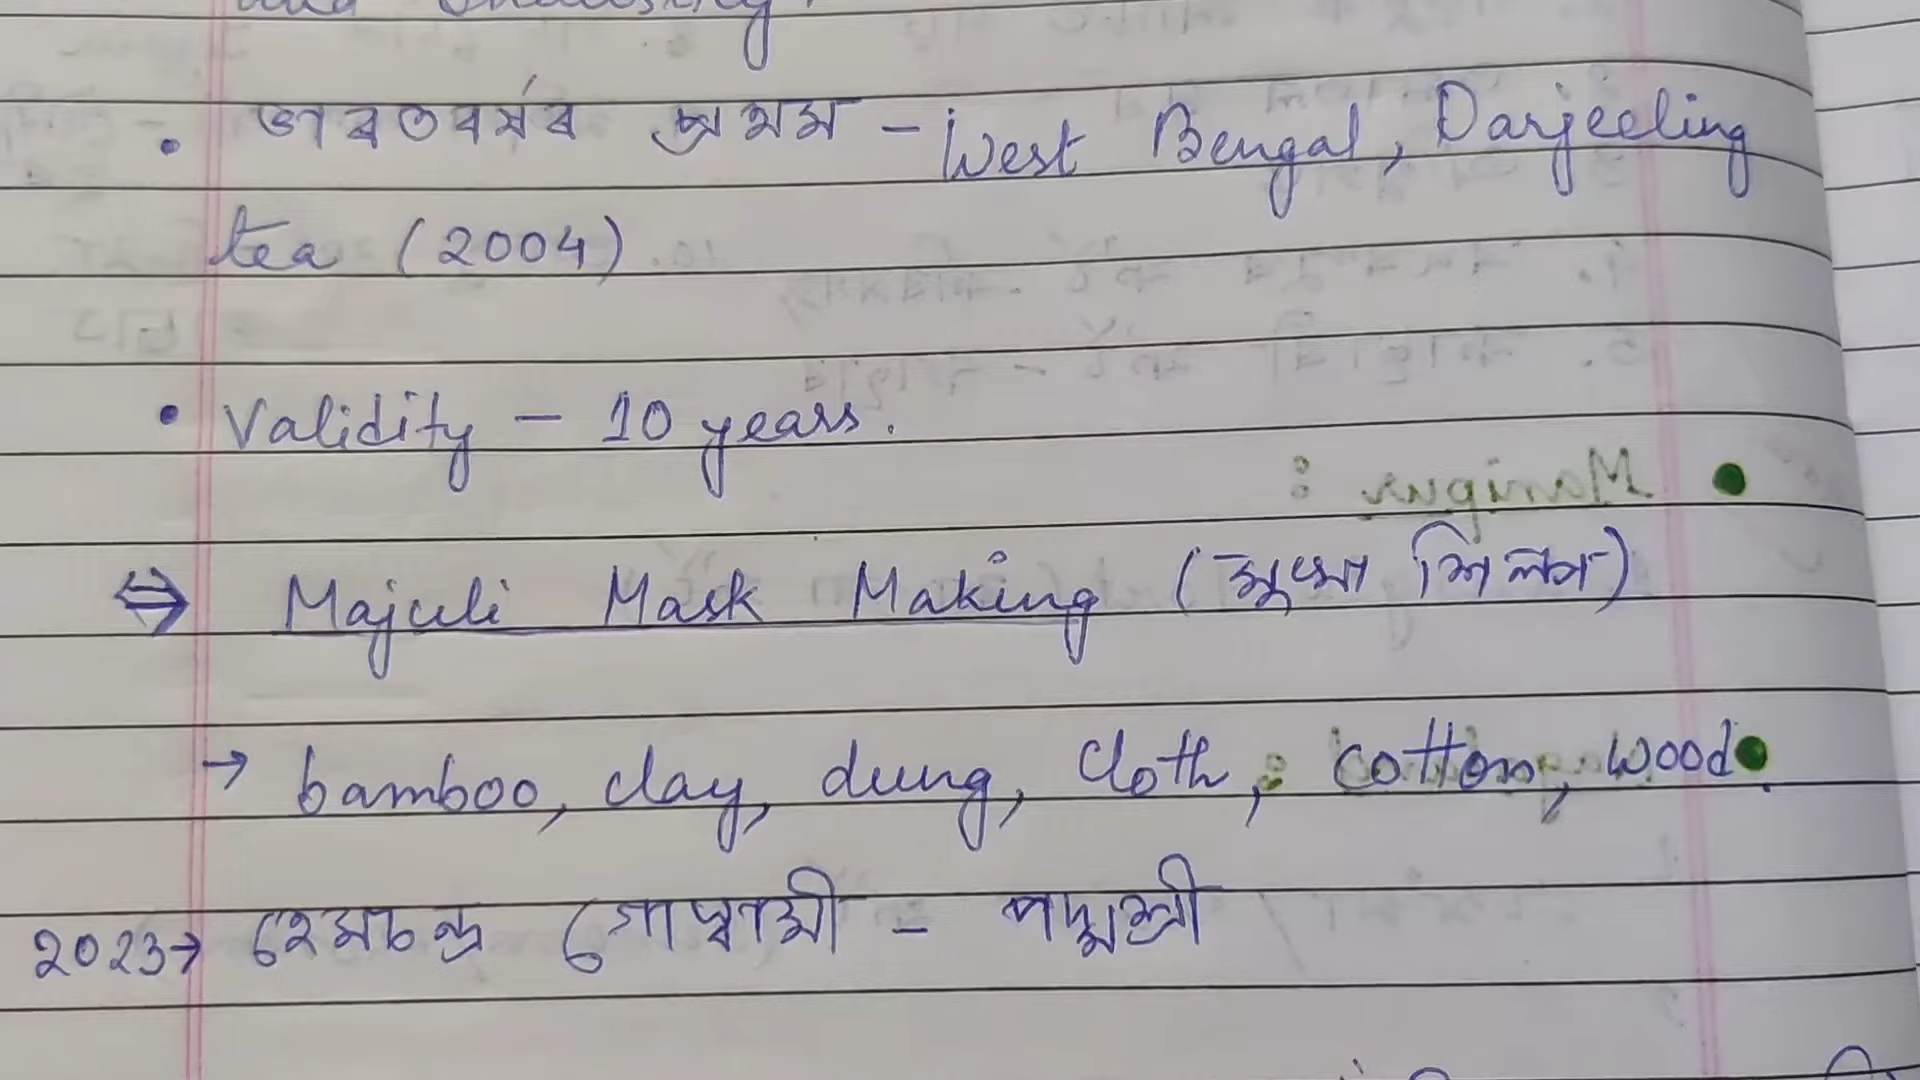 • ভাৰতবৰ্ষৰ প্ৰথম – West Bengal, Darjeeling
tea (2004)
• Validity – 10 years.
⇔ Majuli Mask Making (মুখা শিল্প)
→ bamboo, clay, dung, cloth, cotton, wood.
2023→ হেমচন্দ্ৰ গোস্বামী – পদ্মশ্ৰী